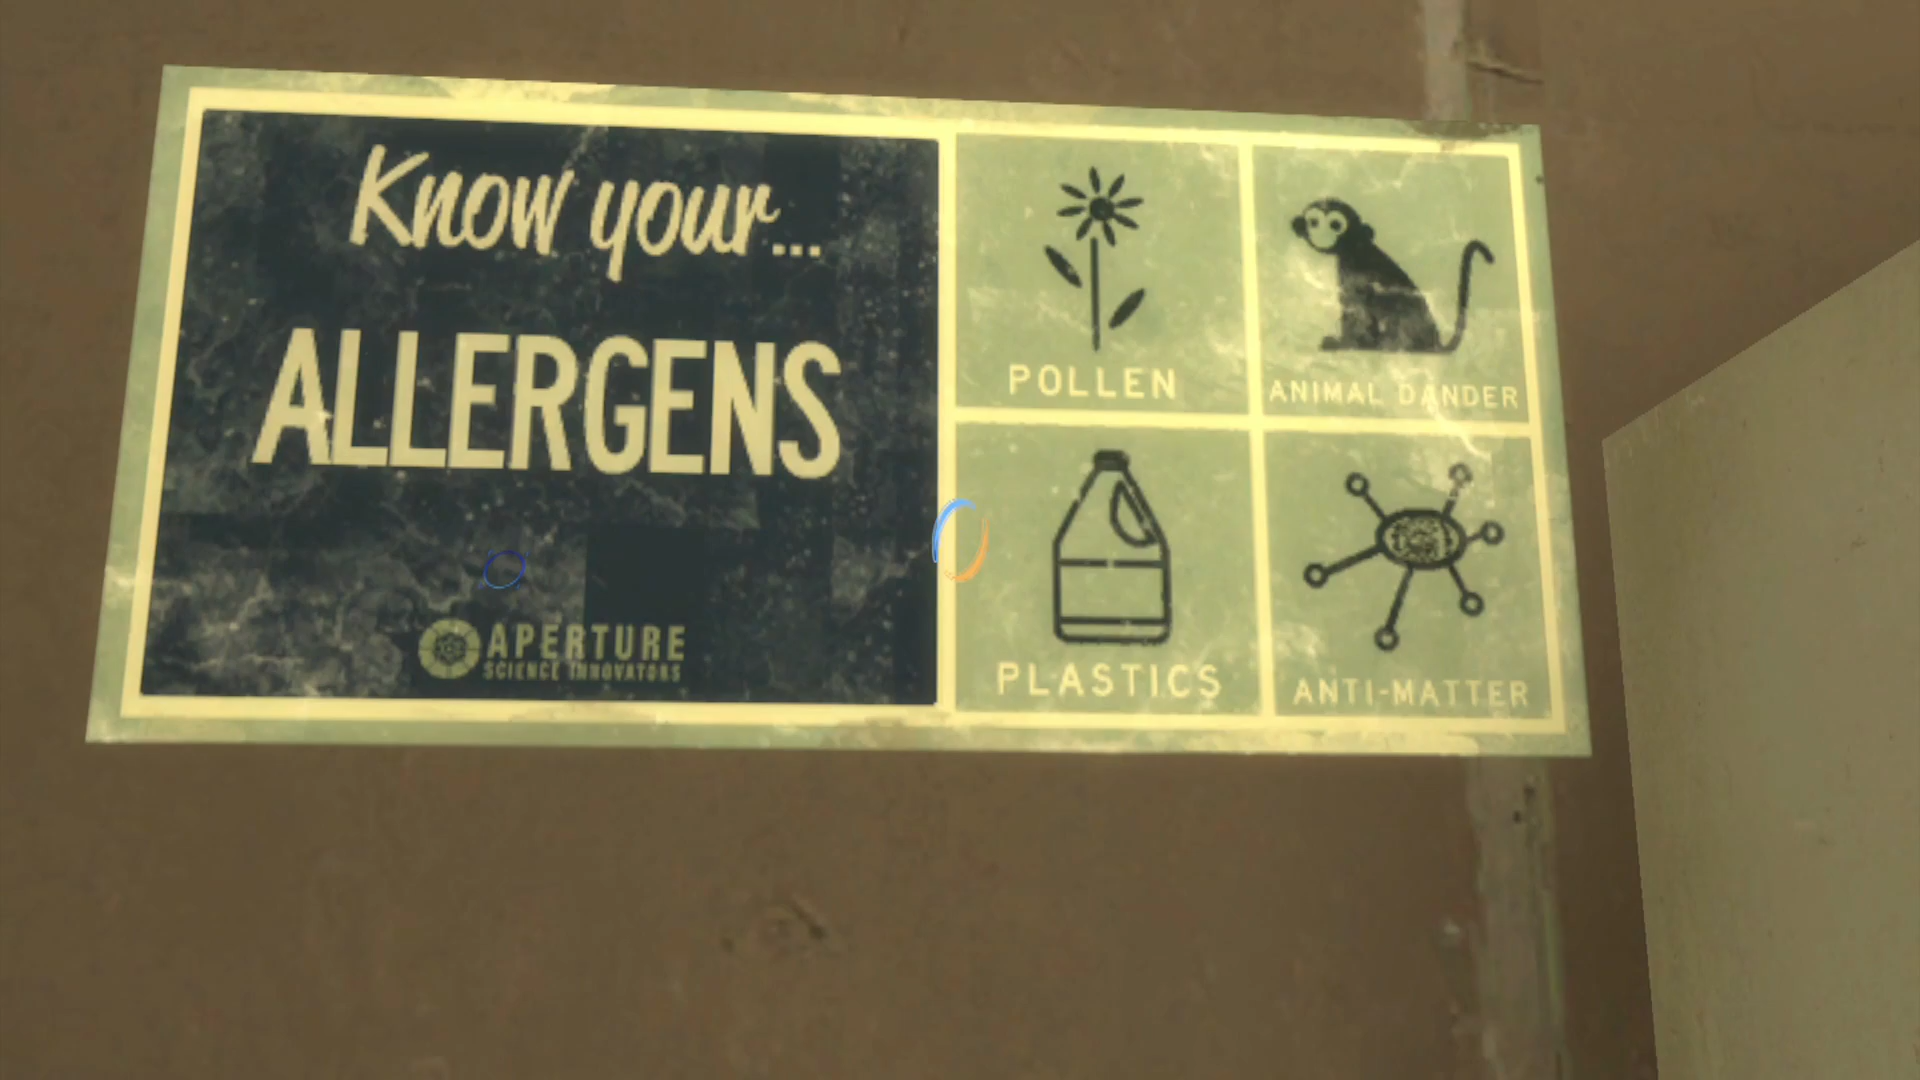 Know your...
ALLERGENS
APERTURE
SCIENCE INNOVATORS
POLLEN
ANIMAL DANDER
PLASTICS
ANTI-MATTER